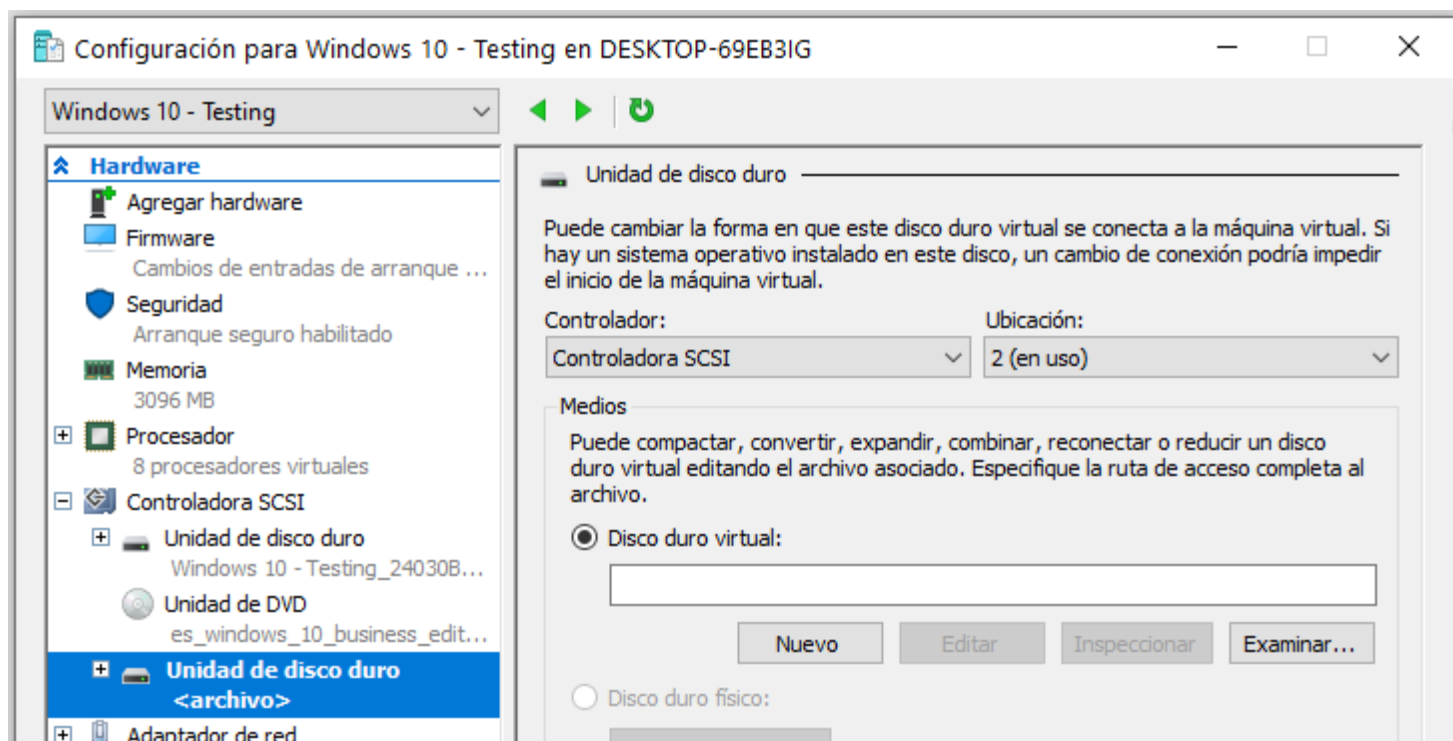 Configuración para Windows 10 - Testing en DESKTOP-69EB3IG
Windows 10 - Testing
Hardware
Agregar hardware
Firmware
Cambios de entradas de arranque ...
Seguridad
Arranque seguro habilitado
Memoria
3096 MB
Procesador
8 procesadores virtuales
Controladora SCSI
Unidad de disco duro
Windows 10 - Testing_24030B...
Unidad de DVD
es_windows_10_business_edit...
Unidad de disco duro
<archivo>
Adaptador de red
Unidad de disco duro
Puede cambiar la forma en que este disco duro virtual se conecta a la máquina virtual. Si
hay un sistema operativo instalado en este disco, un cambio de conexión podría impedir
el inicio de la máquina virtual.
Controlador:
Ubicación:
Controladora SCSI
2 (en uso)
Medios
Puede compactar, convertir, expandir, combinar, reconectar o reducir un disco
duro virtual editando el archivo asociado. Especifique la ruta de acceso completa al
archivo.
Disco duro virtual:
Nuevo
Editar
Inspeccionar
Examinar...
Disco duro físico: